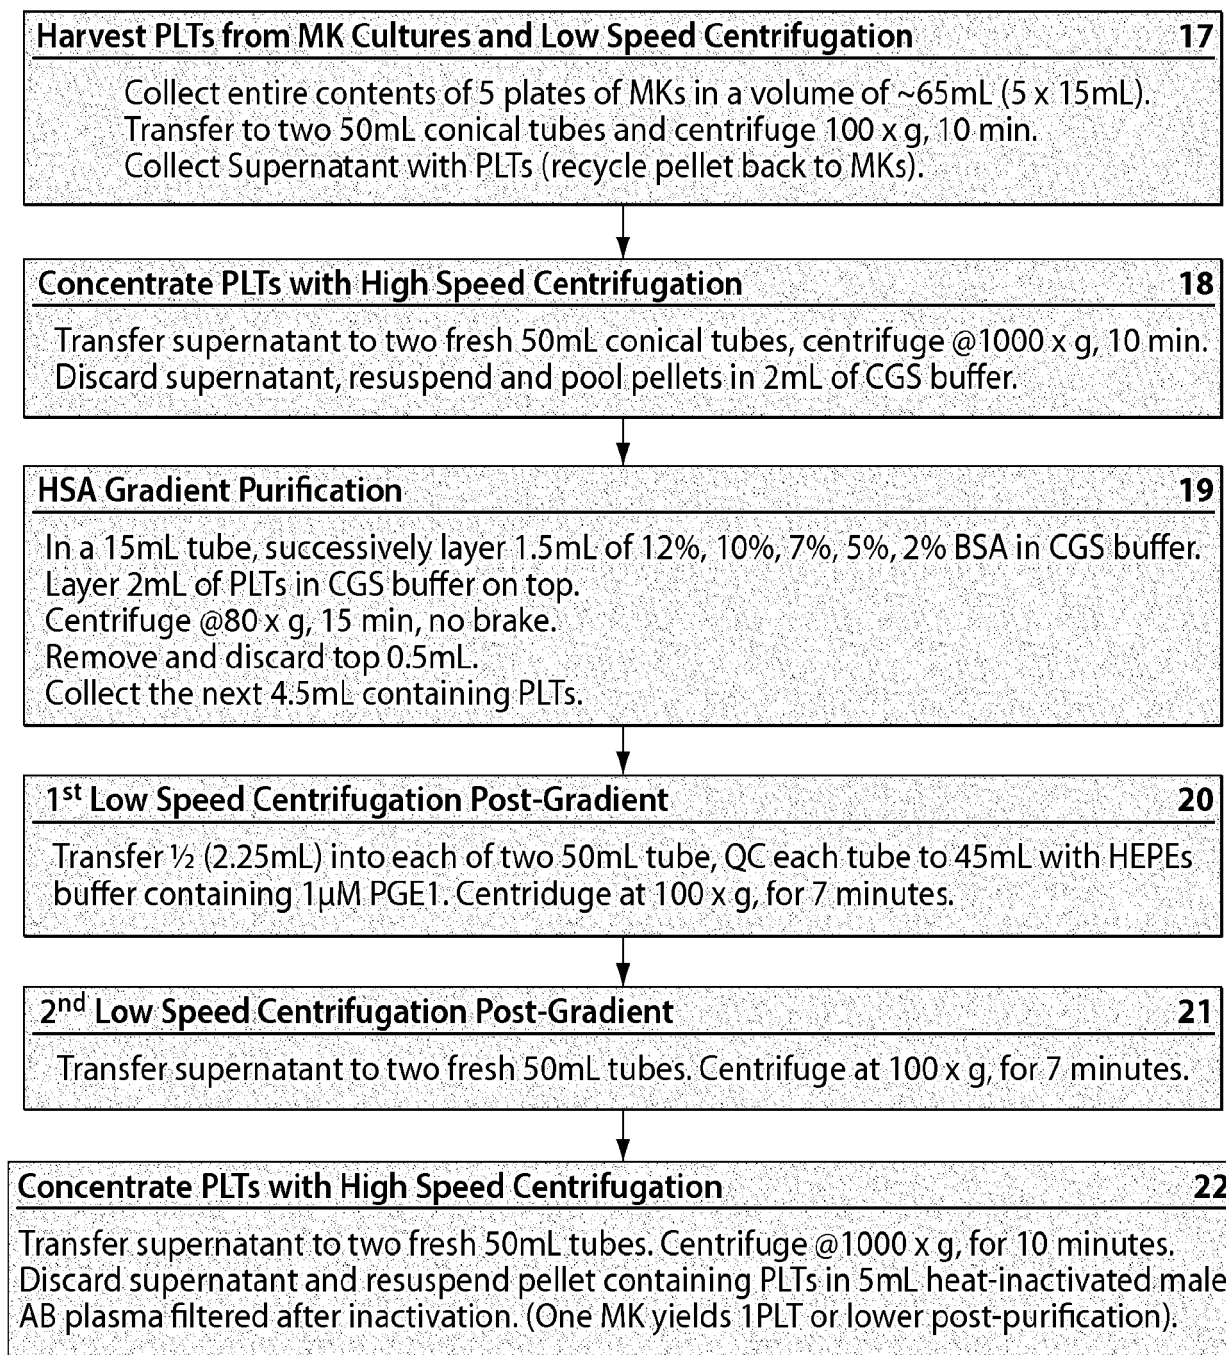 Harvest PLTs from MK Cultures and Low Speed Centrifugation 17
Collect entire contents of 5 plates of MKs in a volume of ~65mL (5 x 15mL).
Transfer to two 50mL conical tubes and centrifuge 100 x g, 10 min.
Collect Supernatant with PLTs (recycle pellet back to MKs).
Concentrate PLTs with High Speed Centrifugation 18
Transfer supernatant to two fresh 50mL conical tubes, centrifuge @1000 x g, 10 min.
Discard supernatant, resuspend and pool pellets in 2mL of CGS buffer.
HSA Gradient Purification 19
In a 15mL tube, successively layer 1.5mL of 12%, 10%, 7%, 5%, 2% BSA in CGS buffer.
Layer 2mL of PLTs in CGS buffer on top.
Centrifuge @80 x g, 15 min, no brake.
Remove and discard top 0.5mL.
Collect the next 4.5mL containing PLTs.
1st Low Speed Centrifugation Post-Gradient 20
Transfer ½ (2.25mL) into each of two 50mL tube, QC each tube to 45mL with HEPEs
buffer containing 1µM PGE1. Centriduge at 100 x g, for 7 minutes.
2nd Low Speed Centrifugation Post-Gradient 21
Transfer supernatant to two fresh 50mL tubes. Centrifuge at 100 x g, for 7 minutes.
Concentrate PLTs with High Speed Centrifugation 22
Transfer supernatant to two fresh 50mL tubes. Centrifuge @1000 x g, for 10 minutes.
Discard supernatant and resuspend pellet containing PLTs in 5mL heat-inactivated male
AB plasma filtered after inactivation. (One MK yields 1PLT or lower post-purification).